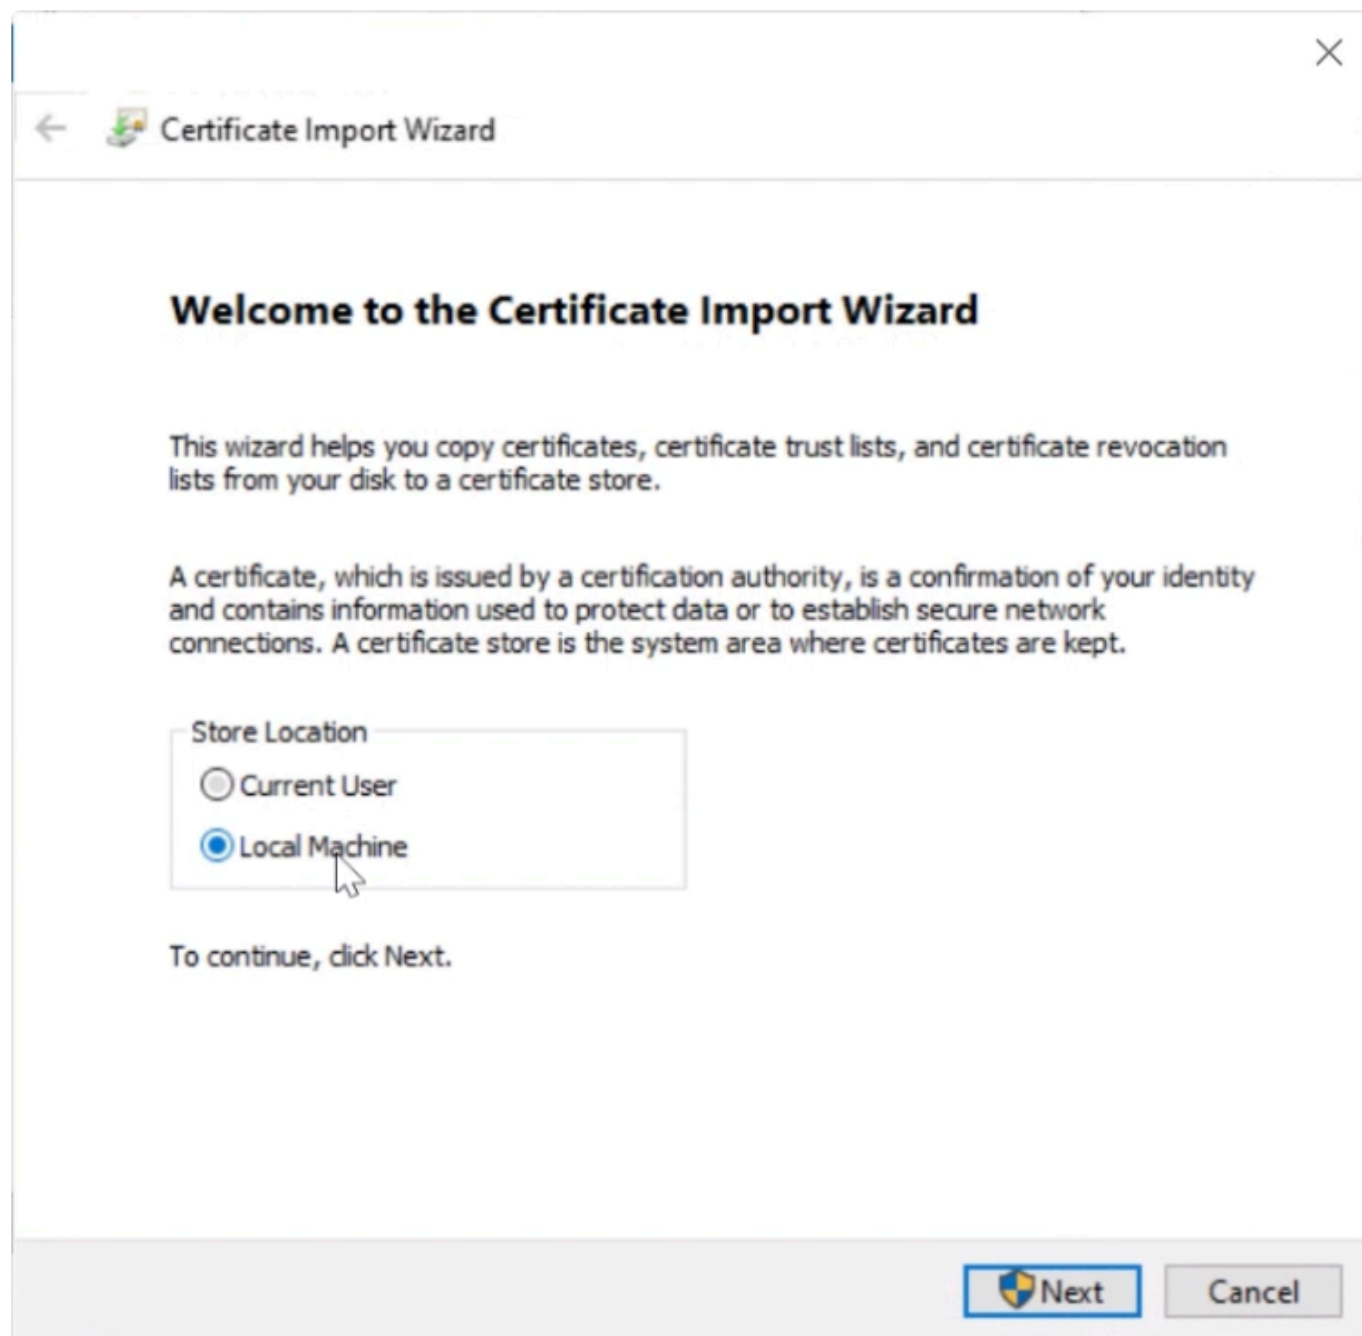 Certificate Import Wizard
Welcome to the Certificate Import Wizard
This wizard helps you copy certificates, certificate trust lists, and certificate revocation
lists from your disk to a certificate store.
A certificate, which is issued by a certification authority, is a confirmation of your identity
and contains information used to protect data or to establish secure network
connections. A certificate store is the system area where certificates are kept.
Store Location
Current User
Local Machine
To continue, click Next.
Next
Cancel